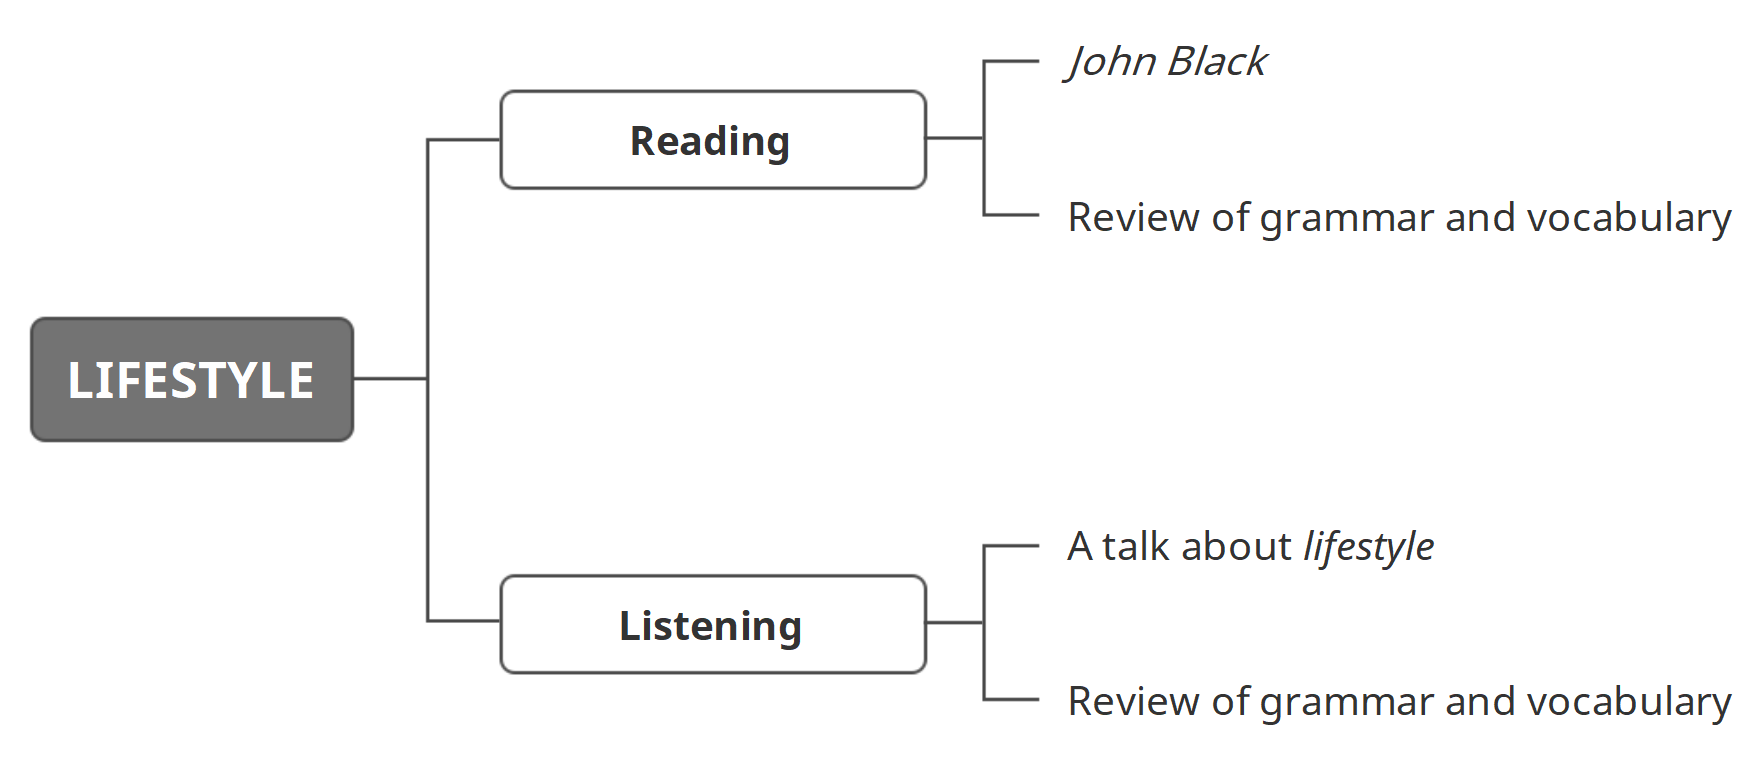 LIFESTYLE
Reading
John Black
Review of grammar and vocabulary
Listening
A talk about lifestyle
Review of grammar and vocabulary